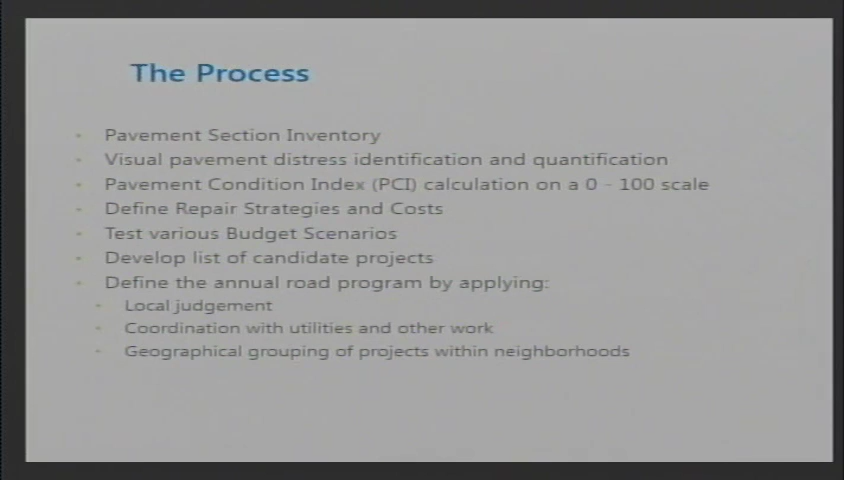 The Process
Pavement Section Inventory
Visual pavement distress identification and quantification
Pavement Condition Index (PCI) calculation on a 0 - 100 scale
Define Repair Strategies and Costs
Test various Budget Scenarios
Develop list of candidate projects
Define the annual road program by applying:
Local judgement
Coordination with utilities and other work
Geographical grouping of projects within neighborhoods